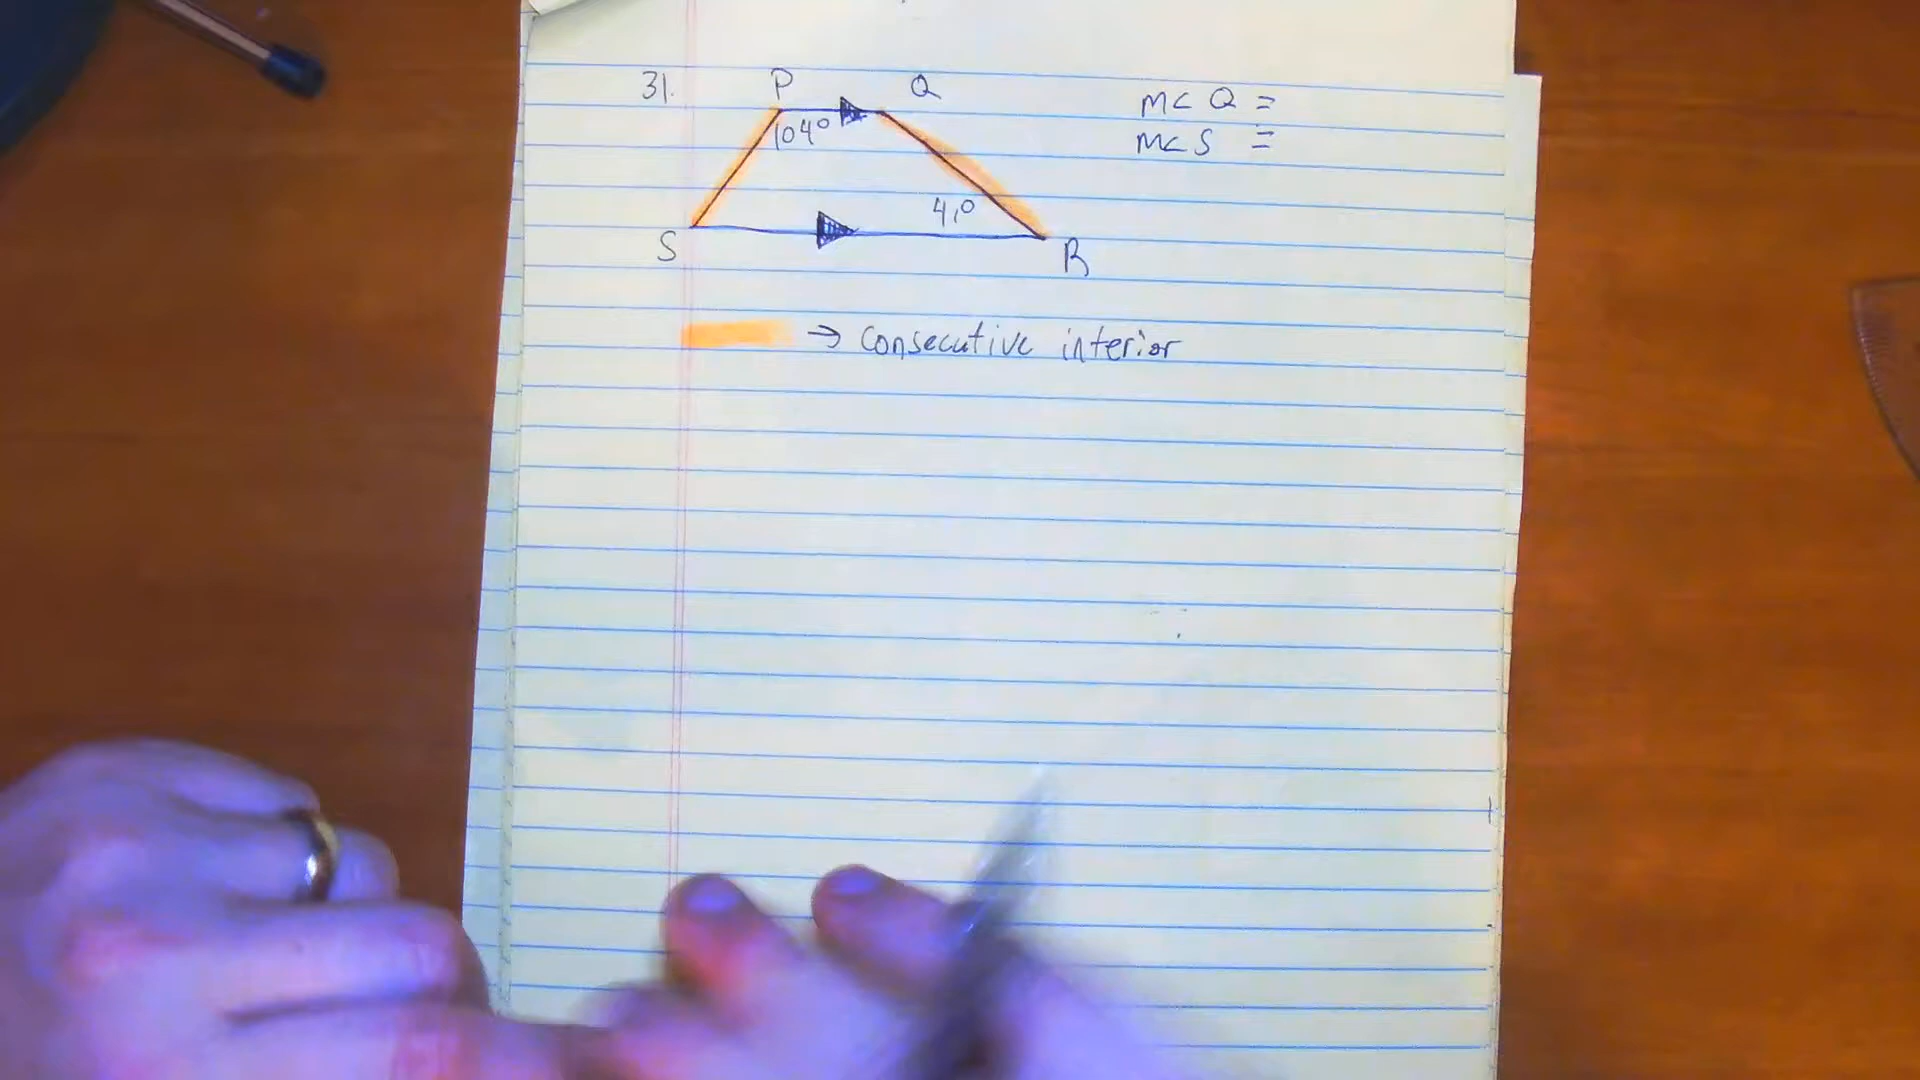 31. P Q
m< Q =
104°
m< S =
41°
S R
→ Consecutive interior